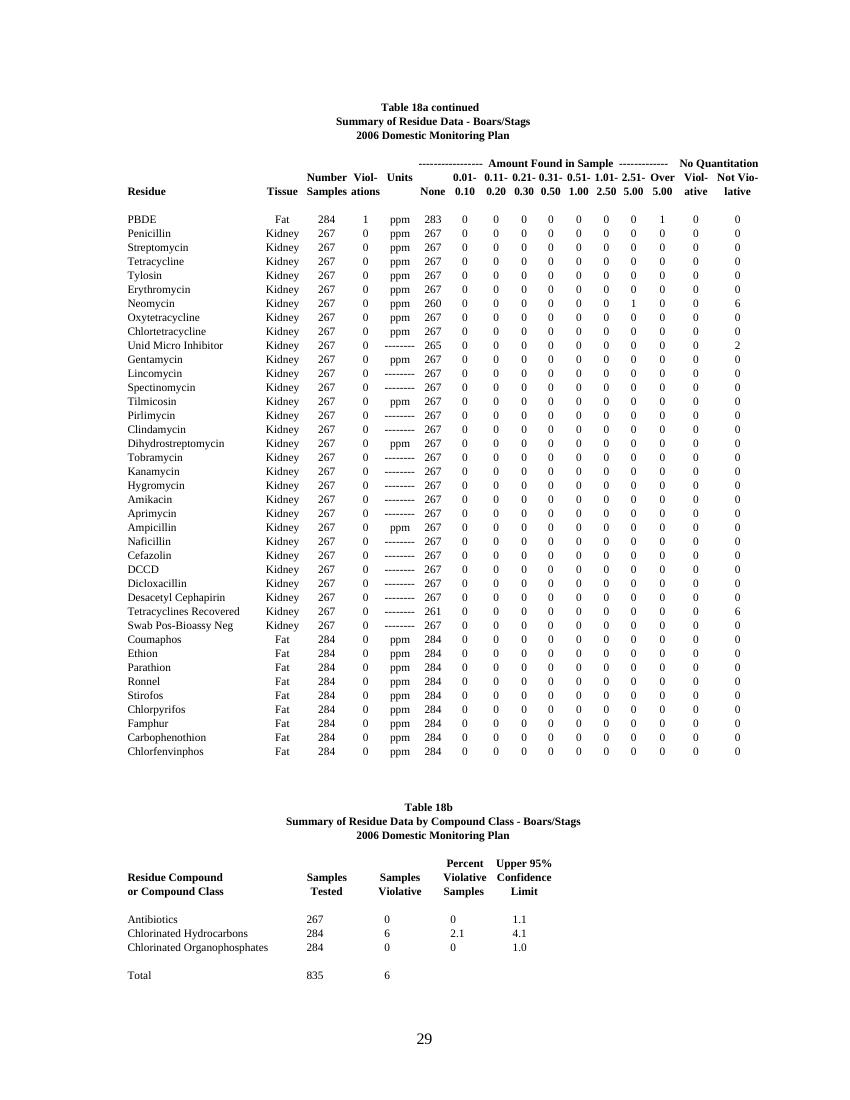 Table 18a continued
Summary of Residue Data - Boars/Stags
2006 Domestic Monitoring Plan
----------------- Amount Found in Sample ------------- No Quantitation
Number Viol- Units 0.01- 0.11- 0.21- 0.31- 0.51- 1.01- 2.51- Over Viol- Not Vio-
Residue Tissue Samples ations None 0.10 0.20 0.30 0.50 1.00 2.50 5.00 5.00 ative lative
PBDE Fat 284 1 ppm 283 0 0 0 0 0 0 0 1 0 0
Penicillin Kidney 267 0 ppm 267 0 0 0 0 0 0 0 0 0 0
Streptomycin Kidney 267 0 ppm 267 0 0 0 0 0 0 0 0 0 0
Tetracycline Kidney 267 0 ppm 267 0 0 0 0 0 0 0 0 0 0
Tylosin Kidney 267 0 ppm 267 0 0 0 0 0 0 0 0 0 0
Erythromycin Kidney 267 0 ppm 267 0 0 0 0 0 0 0 0 0 0
Neomycin Kidney 267 0 ppm 260 0 0 0 0 0 0 1 0 0 6
Oxytetracycline Kidney 267 0 ppm 267 0 0 0 0 0 0 0 0 0 0
Chlortetracycline Kidney 267 0 ppm 267 0 0 0 0 0 0 0 0 0 0
Unid Micro Inhibitor Kidney 267 0 -------- 265 0 0 0 0 0 0 0 0 0 2
Gentamycin Kidney 267 0 ppm 267 0 0 0 0 0 0 0 0 0 0
Lincomycin Kidney 267 0 -------- 267 0 0 0 0 0 0 0 0 0 0
Spectinomycin Kidney 267 0 -------- 267 0 0 0 0 0 0 0 0 0 0
Tilmicosin Kidney 267 0 ppm 267 0 0 0 0 0 0 0 0 0 0
Pirlimycin Kidney 267 0 -------- 267 0 0 0 0 0 0 0 0 0 0
Clindamycin Kidney 267 0 -------- 267 0 0 0 0 0 0 0 0 0 0
Dihydrostreptomycin Kidney 267 0 ppm 267 0 0 0 0 0 0 0 0 0 0
Tobramycin Kidney 267 0 -------- 267 0 0 0 0 0 0 0 0 0 0
Kanamycin Kidney 267 0 -------- 267 0 0 0 0 0 0 0 0 0 0
Hygromycin Kidney 267 0 -------- 267 0 0 0 0 0 0 0 0 0 0
Amikacin Kidney 267 0 -------- 267 0 0 0 0 0 0 0 0 0 0
Aprimycin Kidney 267 0 -------- 267 0 0 0 0 0 0 0 0 0 0
Ampicillin Kidney 267 0 ppm 267 0 0 0 0 0 0 0 0 0 0
Naficillin Kidney 267 0 -------- 267 0 0 0 0 0 0 0 0 0 0
Cefazolin Kidney 267 0 -------- 267 0 0 0 0 0 0 0 0 0 0
DCCD Kidney 267 0 -------- 267 0 0 0 0 0 0 0 0 0 0
Dicloxacillin Kidney 267 0 -------- 267 0 0 0 0 0 0 0 0 0 0
Desacetyl Cephapirin Kidney 267 0 -------- 267 0 0 0 0 0 0 0 0 0 0
Tetracyclines Recovered Kidney 267 0 -------- 261 0 0 0 0 0 0 0 0 0 6
Swab Pos-Bioassy Neg Kidney 267 0 -------- 267 0 0 0 0 0 0 0 0 0 0
Coumaphos Fat 284 0 ppm 284 0 0 0 0 0 0 0 0 0 0
Ethion Fat 284 0 ppm 284 0 0 0 0 0 0 0 0 0 0
Parathion Fat 284 0 ppm 284 0 0 0 0 0 0 0 0 0 0
Ronnel Fat 284 0 ppm 284 0 0 0 0 0 0 0 0 0 0
Stirofos Fat 284 0 ppm 284 0 0 0 0 0 0 0 0 0 0
Chlorpyrifos Fat 284 0 ppm 284 0 0 0 0 0 0 0 0 0 0
Famphur Fat 284 0 ppm 284 0 0 0 0 0 0 0 0 0 0
Carbophenothion Fat 284 0 ppm 284 0 0 0 0 0 0 0 0 0 0
Chlorfenvinphos Fat 284 0 ppm 284 0 0 0 0 0 0 0 0 0 0
Table 18b
Summary of Residue Data by Compound Class - Boars/Stags
2006 Domestic Monitoring Plan
Percent Upper 95%
Residue Compound Samples Samples Violative Confidence
or Compound Class Tested Violative Samples Limit
Antibiotics 267 0 0 1.1
Chlorinated Hydrocarbons 284 6 2.1 4.1
Chlorinated Organophosphates 284 0 0 1.0
Total 835 6
29